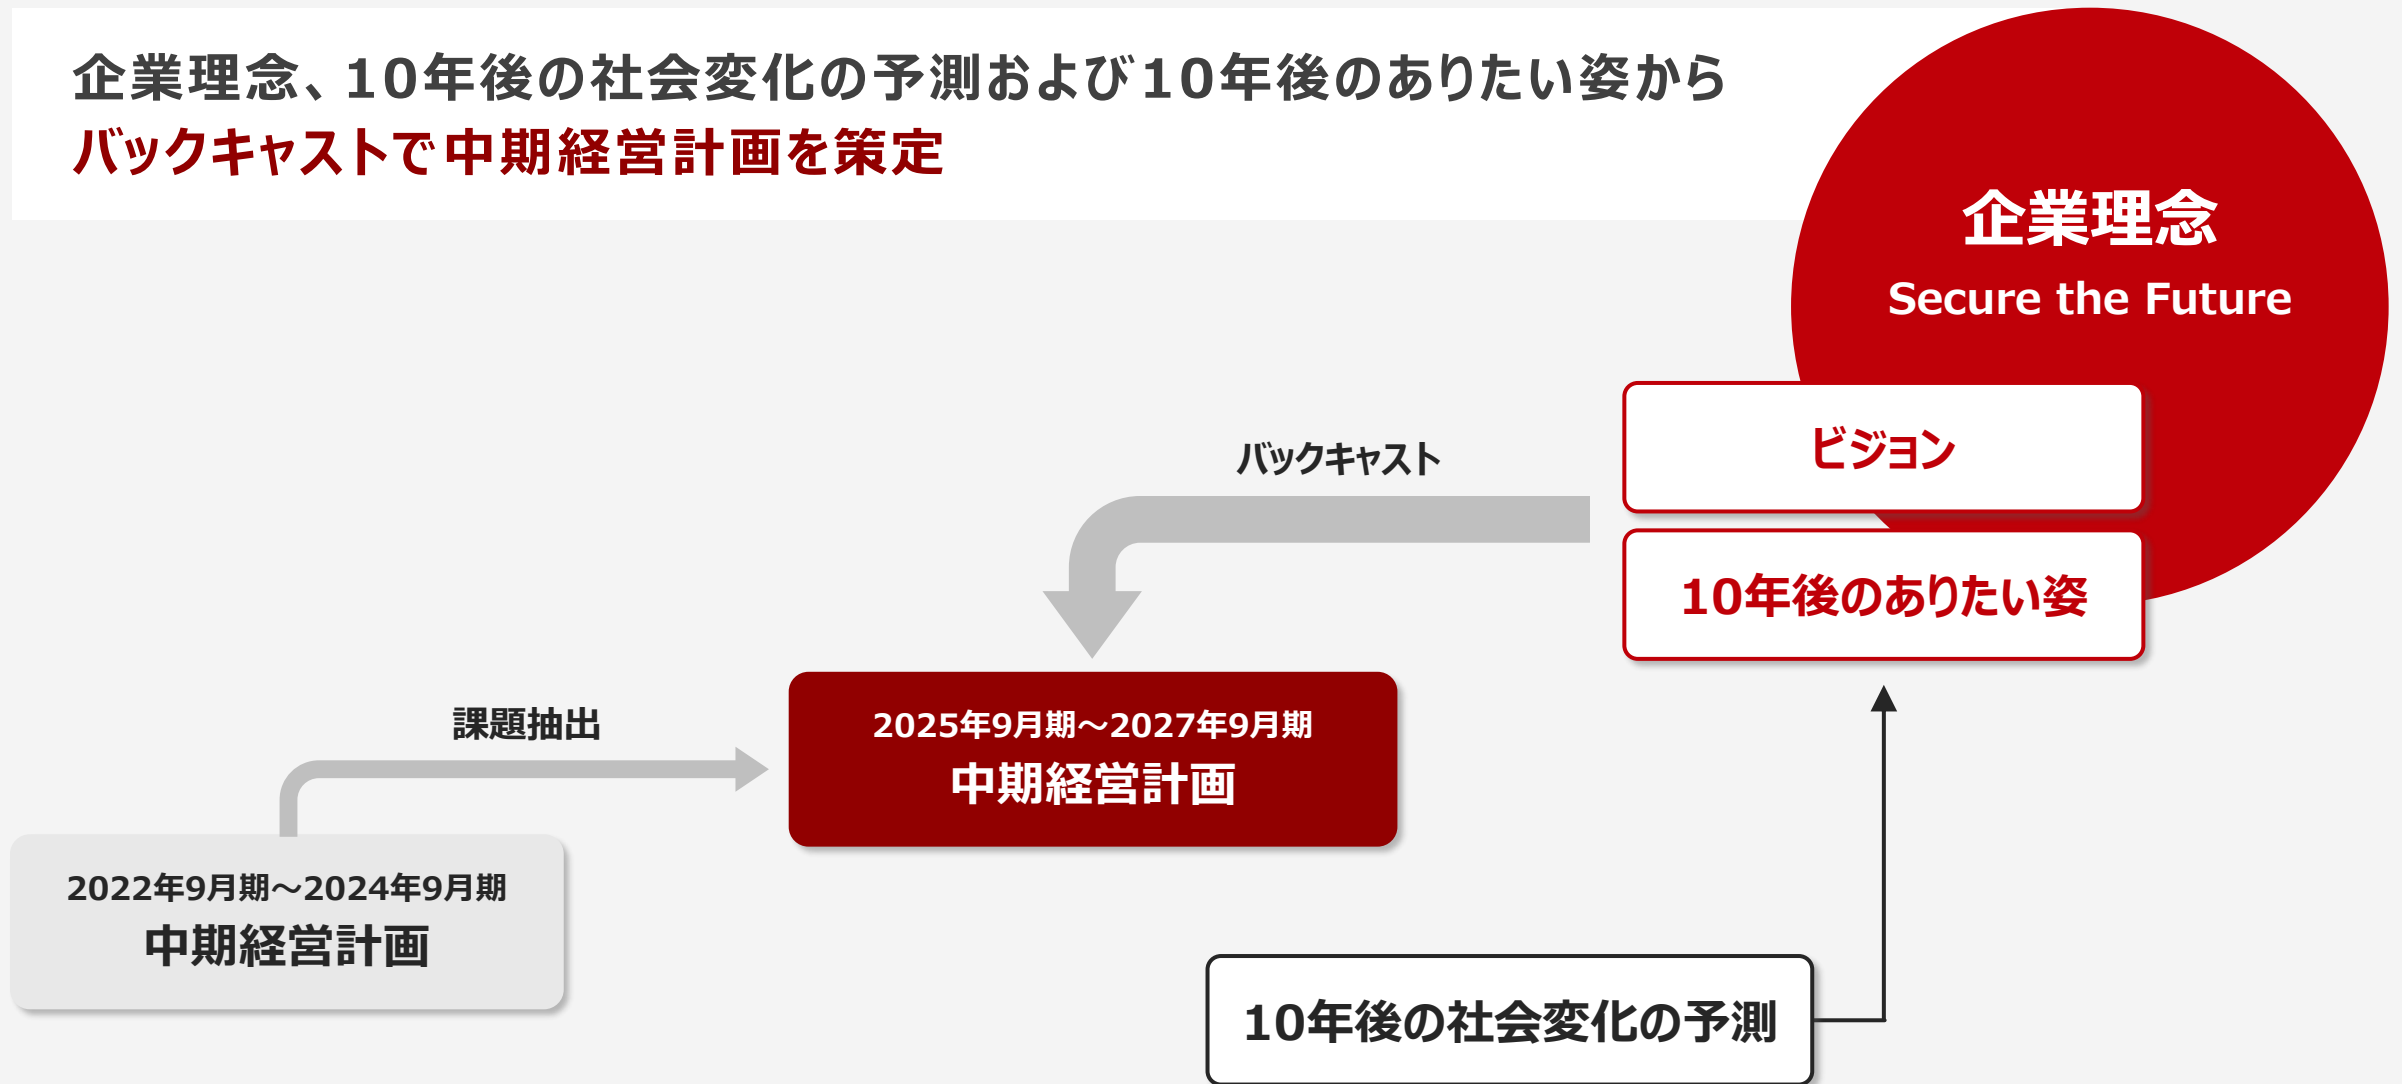 企業理念、10年後の社会変化の予測および10年後のありたい姿から
バックキャストで中期経営計画を策定
企業理念
Secure the Future
ビジョン
10年後のありたい姿
バックキャスト
課題抽出
2025年9月期～2027年9月期
中期経営計画
2022年9月期～2024年9月期
中期経営計画
10年後の社会変化の予測